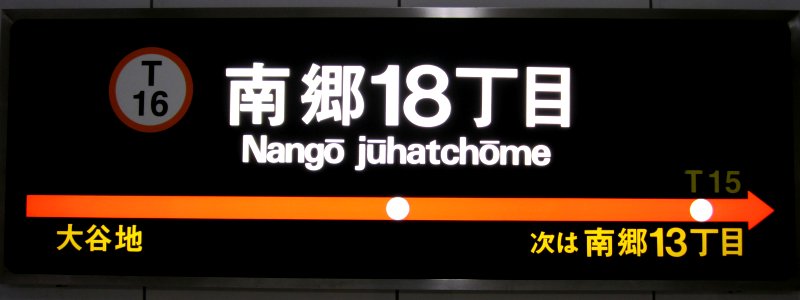 T
16
南郷18丁目
Nangō jūhatchōme
T15
大谷地
次は 南郷13丁目